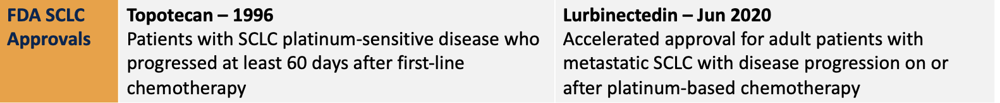 FDA SCLC
Approvals
Topotecan – 1996
Patients with SCLC platinum-sensitive disease who
progressed at least 60 days after first-line
chemotherapy
Lurbinectedin – Jun 2020
Accelerated approval for adult patients with
metastatic SCLC with disease progression on or
after platinum-based chemotherapy